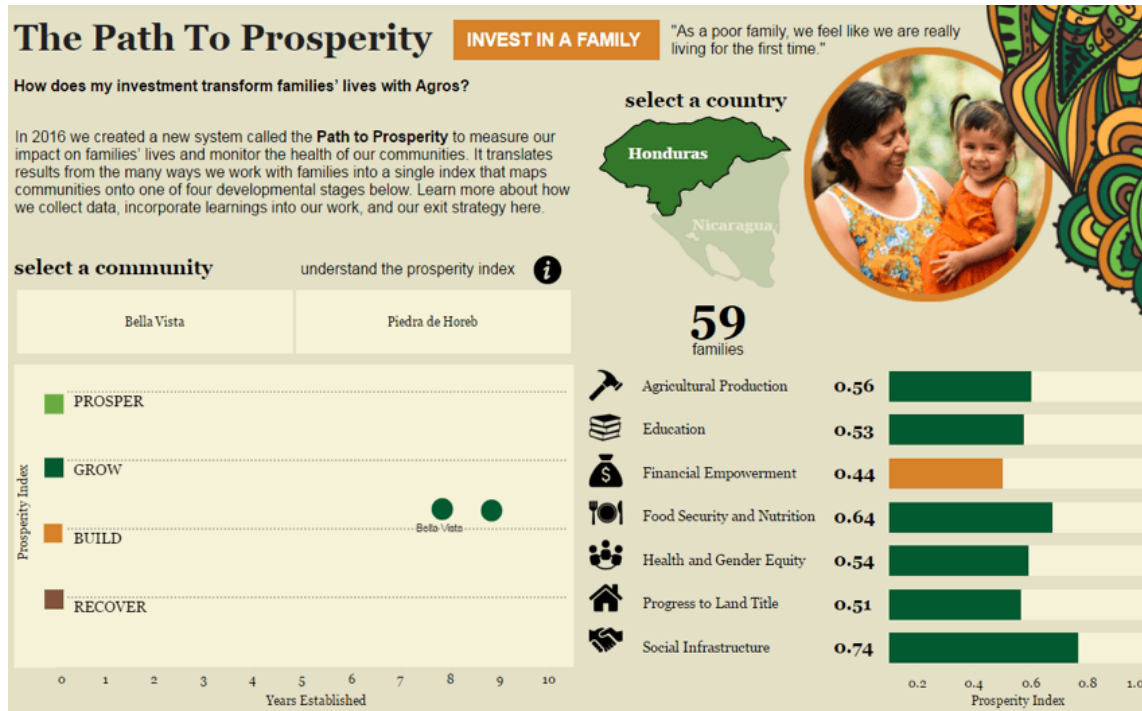 The Path To Prosperity
INVEST IN A FAMILY
"As a poor family, we feel like we are really
living for the first time."
How does my investment transform families' lives with Agros?
In 2016 we created a new system called the Path to Prosperity to measure our
impact on families' lives and monitor the health of our communities. It translates
results from the many ways we work with families into a single index that maps
communities onto one of four developmental stages below. Learn more about how
we collect data, incorporate learnings into our work, and our exit strategy here.
select a country
Honduras
Nicaragua
select a community
understand the prosperity index
i
Bella Vista
Piedra de Horeb
59
families
Prosperity Index
PROSPER
GROW
BUILD
RECOVER
Bella Vista
0 1 2 3 4 5 6 7 8 9 10
Years Established
Agricultural Production 0.56
Education 0.53
$
Financial Empowerment 0.44
Food Security and Nutrition 0.64
Health and Gender Equity 0.54
Progress to Land Title 0.51
Social Infrastructure 0.74
0.2 0.4 0.6 0.8 1.0
Prosperity Index